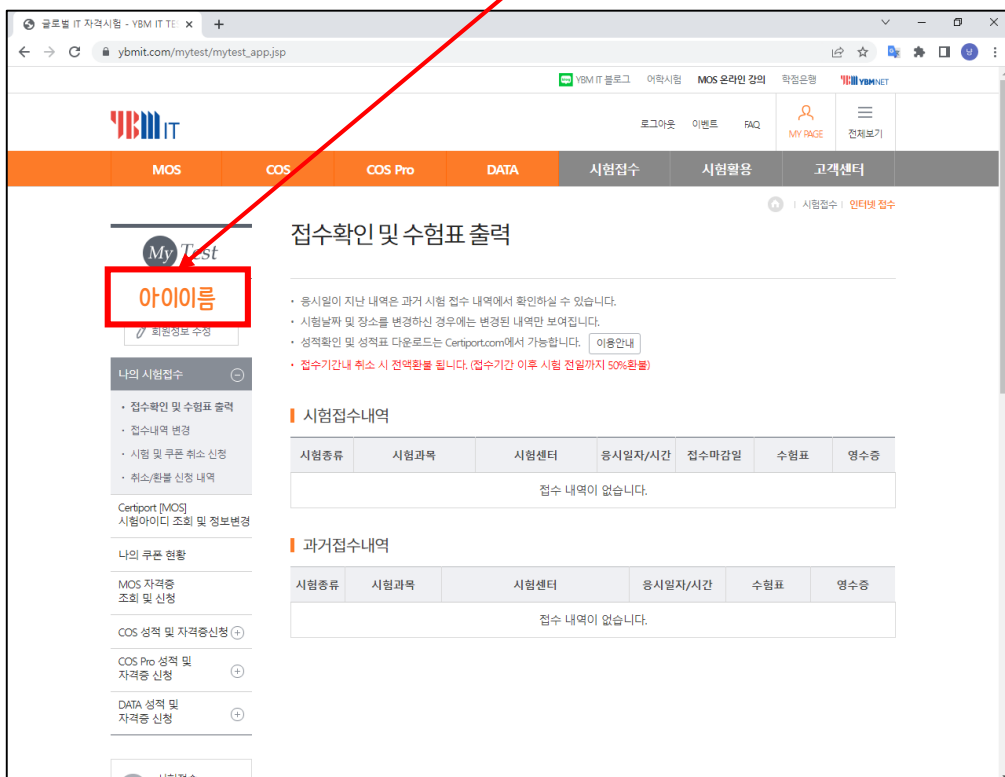 글로벌 IT 자격시험 - YBM IT TE
ybmit.com/mytest/mytest_app.jsp
YBM IT 블로그 어학시험 MOS 온라인 강의 학점은행 YBM YBMNET
YBM IT
로그아웃 이벤트 FAQ MY PAGE 전체보기
MOS COS COS Pro DATA 시험접수 시험활용 고객센터
시험접수 인터넷 접수
My Test
아이이름
회원정보 수정
나의 시험접수
· 접수확인 및 수험표 출력
· 접수내역 변경
· 시험 및 쿠폰 취소 신청
· 취소/환불 신청 내역
Certiport [MOS]
시험아이디 조회 및 정보변경
나의 쿠폰 현황
MOS 자격증
조회 및 신청
COS 성적 및 자격증신청
COS Pro 성적 및
자격증 신청
DATA 성적 및
자격증 신청
접수확인 및 수험표 출력
· 응시일이 지난 내역은 과거 시험 접수 내역에서 확인하실 수 있습니다.
· 시험날짜 및 장소를 변경하신 경우에는 변경된 내역만 보여집니다.
· 성적확인 및 성적표 다운로드는 Certiport.com에서 가능합니다. 이용안내
· 접수기간내 취소 시 전액환불 됩니다. (접수기간 이후 시험 전일까지 50%환불)
시험접수내역
시험종류 시험과목 시험센터 응시일자/시간 접수마감일 수험표 영수증
접수 내역이 없습니다.
과거접수내역
시험종류 시험과목 시험센터 응시일자/시간 수험표 영수증
접수 내역이 없습니다.